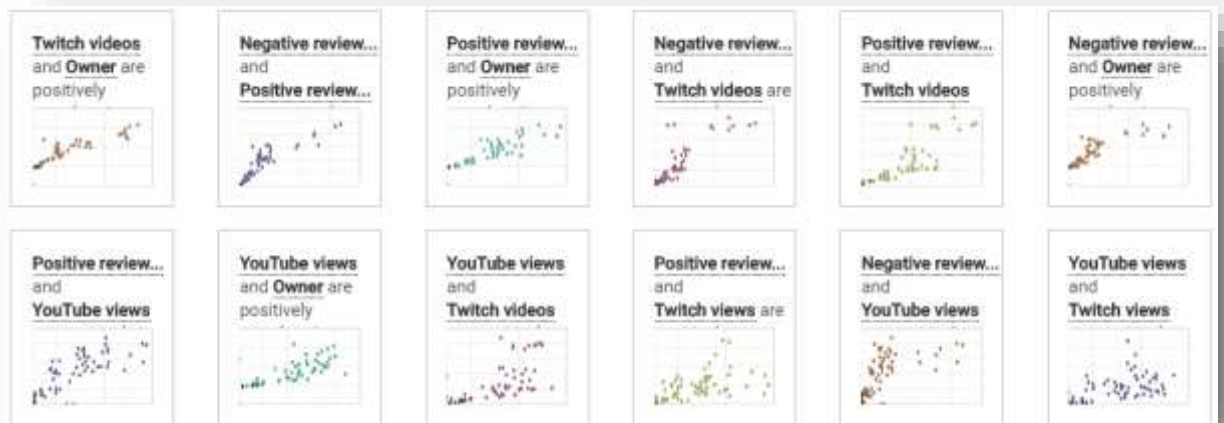 Twitch videos
and Owner are
positively
Negative review...
and
Positive review...
Positive review...
and Owner are
positively
Negative review...
and
Twitch videos are
Positive review...
and
Twitch videos
Negative review...
and Owner are
positively
Positive review...
and
YouTube views
YouTube views
and Owner are
positively
YouTube views
and
Twitch videos
Positive review...
and
Twitch views are
Negative review...
and
YouTube views
YouTube views
and
Twitch views